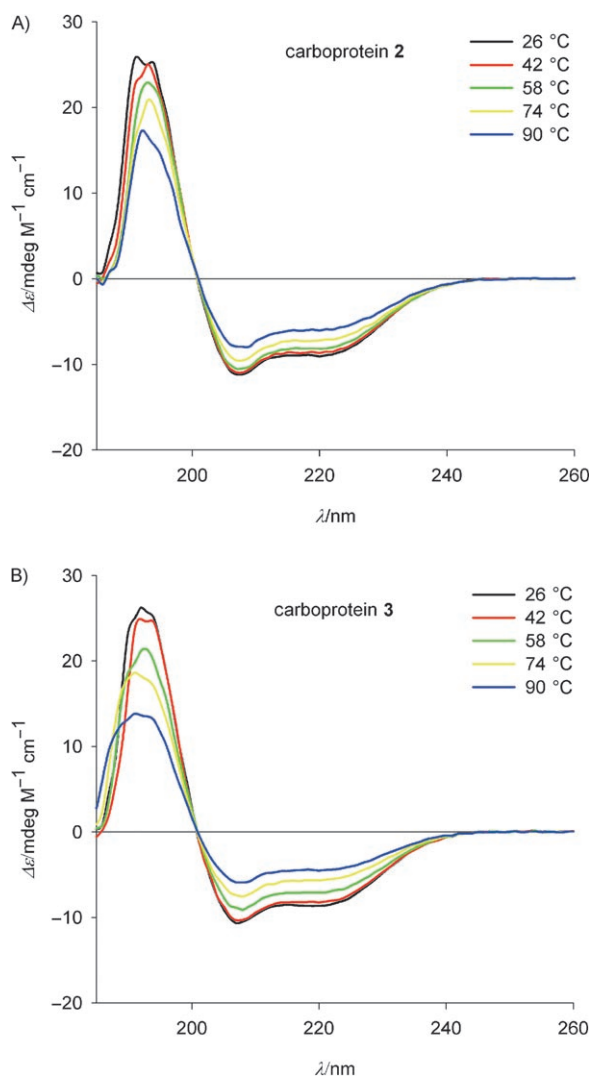 A)
carboprotein 2
26 °C
42 °C
58 °C
74 °C
90 °C
30
20
10
0
−10
−20
Δε/mdeg M⁻¹ cm⁻¹
200
220
240
260
λ/nm
B)
carboprotein 3
26 °C
42 °C
58 °C
74 °C
90 °C
30
20
10
0
−10
−20
Δε/mdeg M⁻¹ cm⁻¹
200
220
240
260
λ/nm